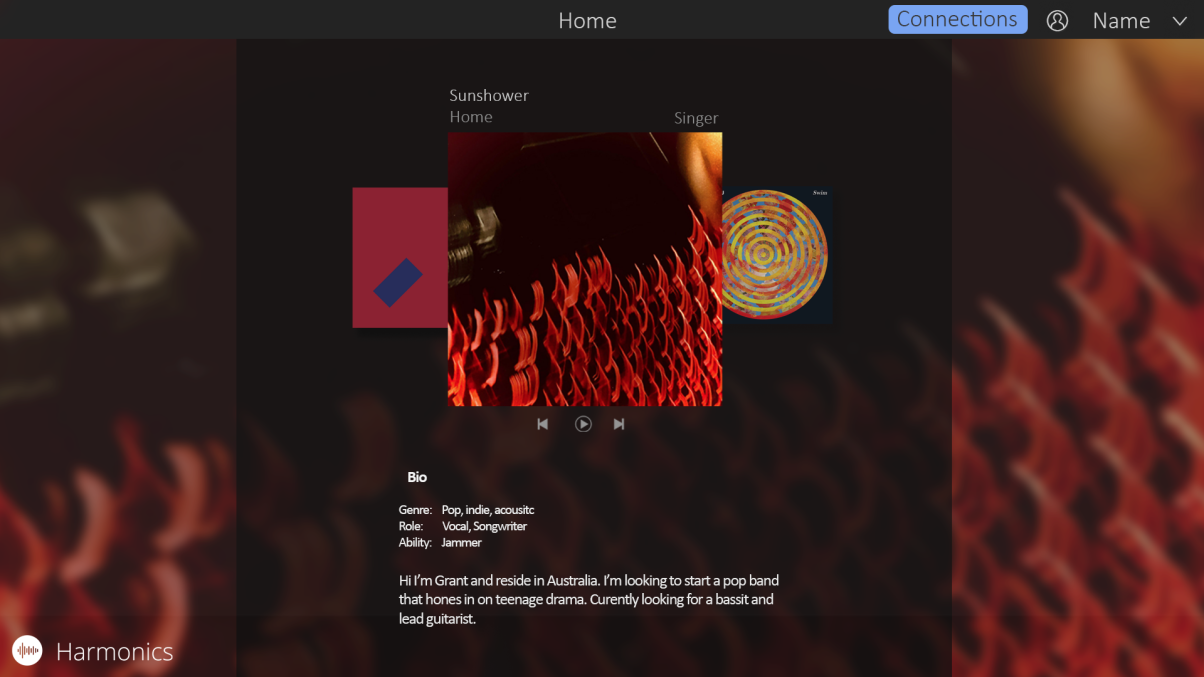 Home
Connections
Name
Sunshower
Home
Singer
Swim
Bio
Genre: Pop, indie, acousitc
Role: Vocal, Songwriter
Ability: Jammer
Hi I'm Grant and reside in Australia. I'm looking to start a pop band
that hones in on teenage drama. Curently looking for a bassit and
lead guitarist.
Harmonics